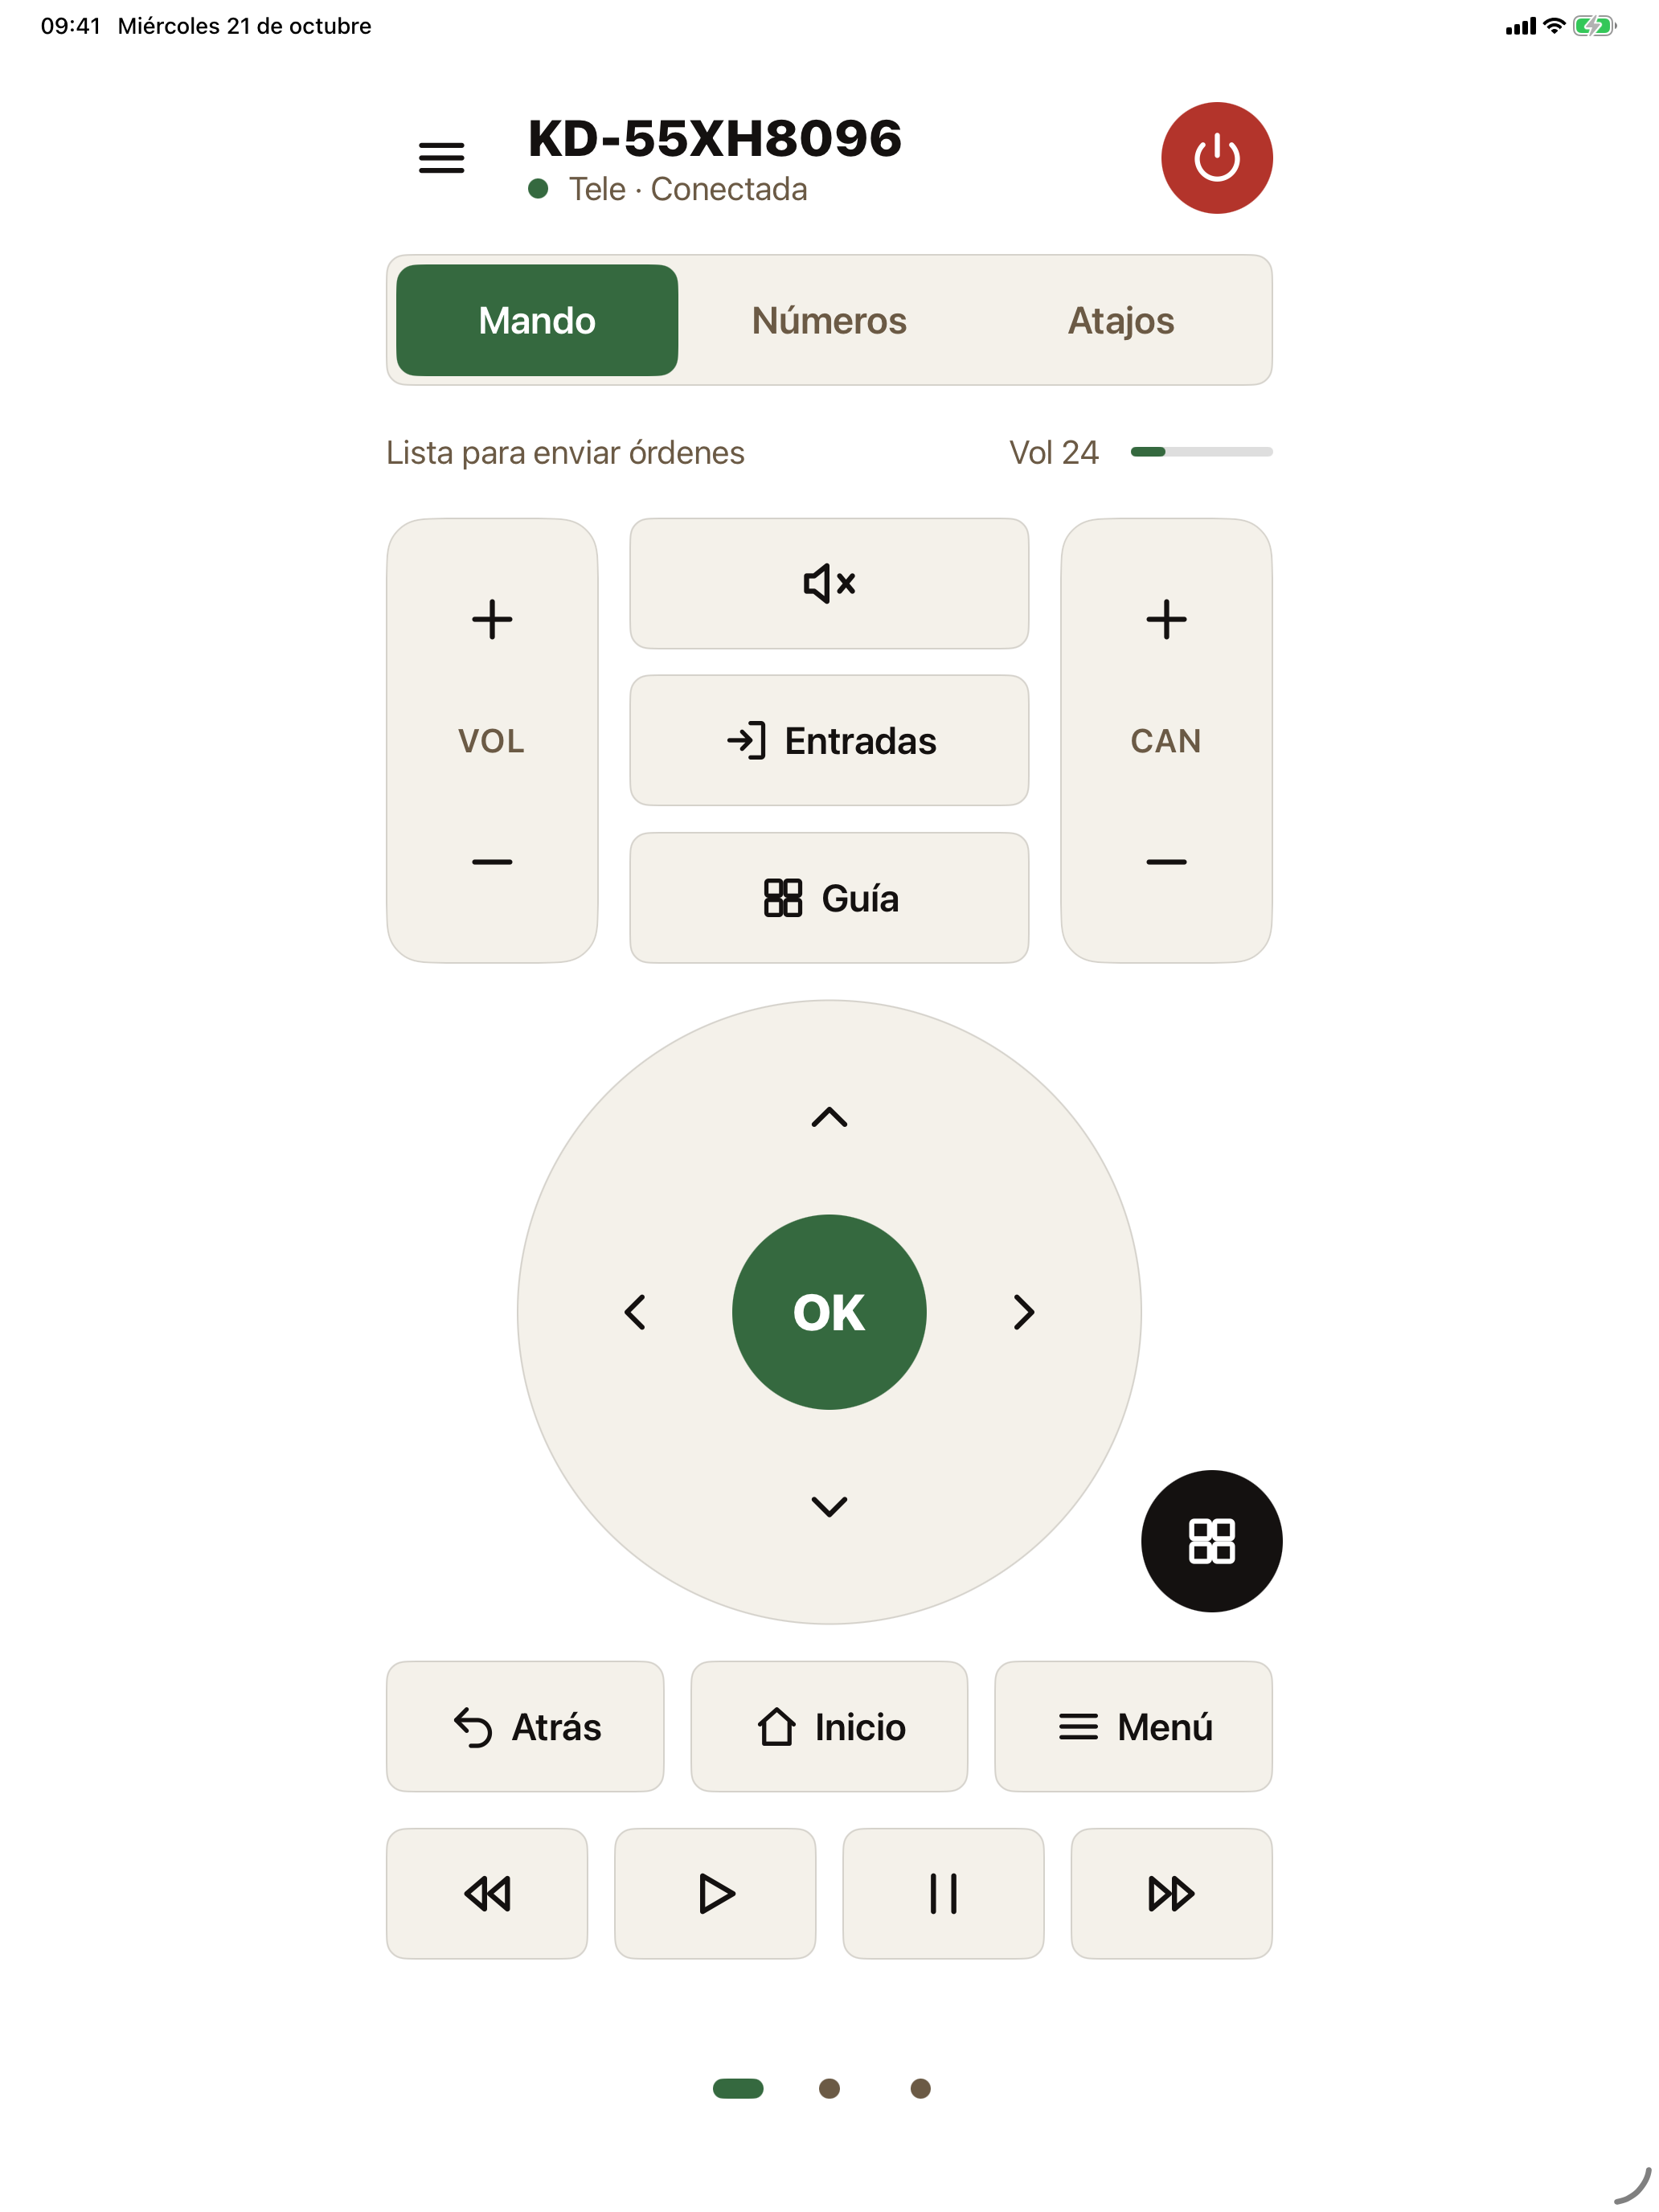 09:41 Miércoles 21 de octubre
KD-55XH8096
Tele · Conectada
Mando Números Atajos
Lista para enviar órdenes Vol 24
VOL
Entradas
CAN
Guía
OK
Atrás Inicio Menú